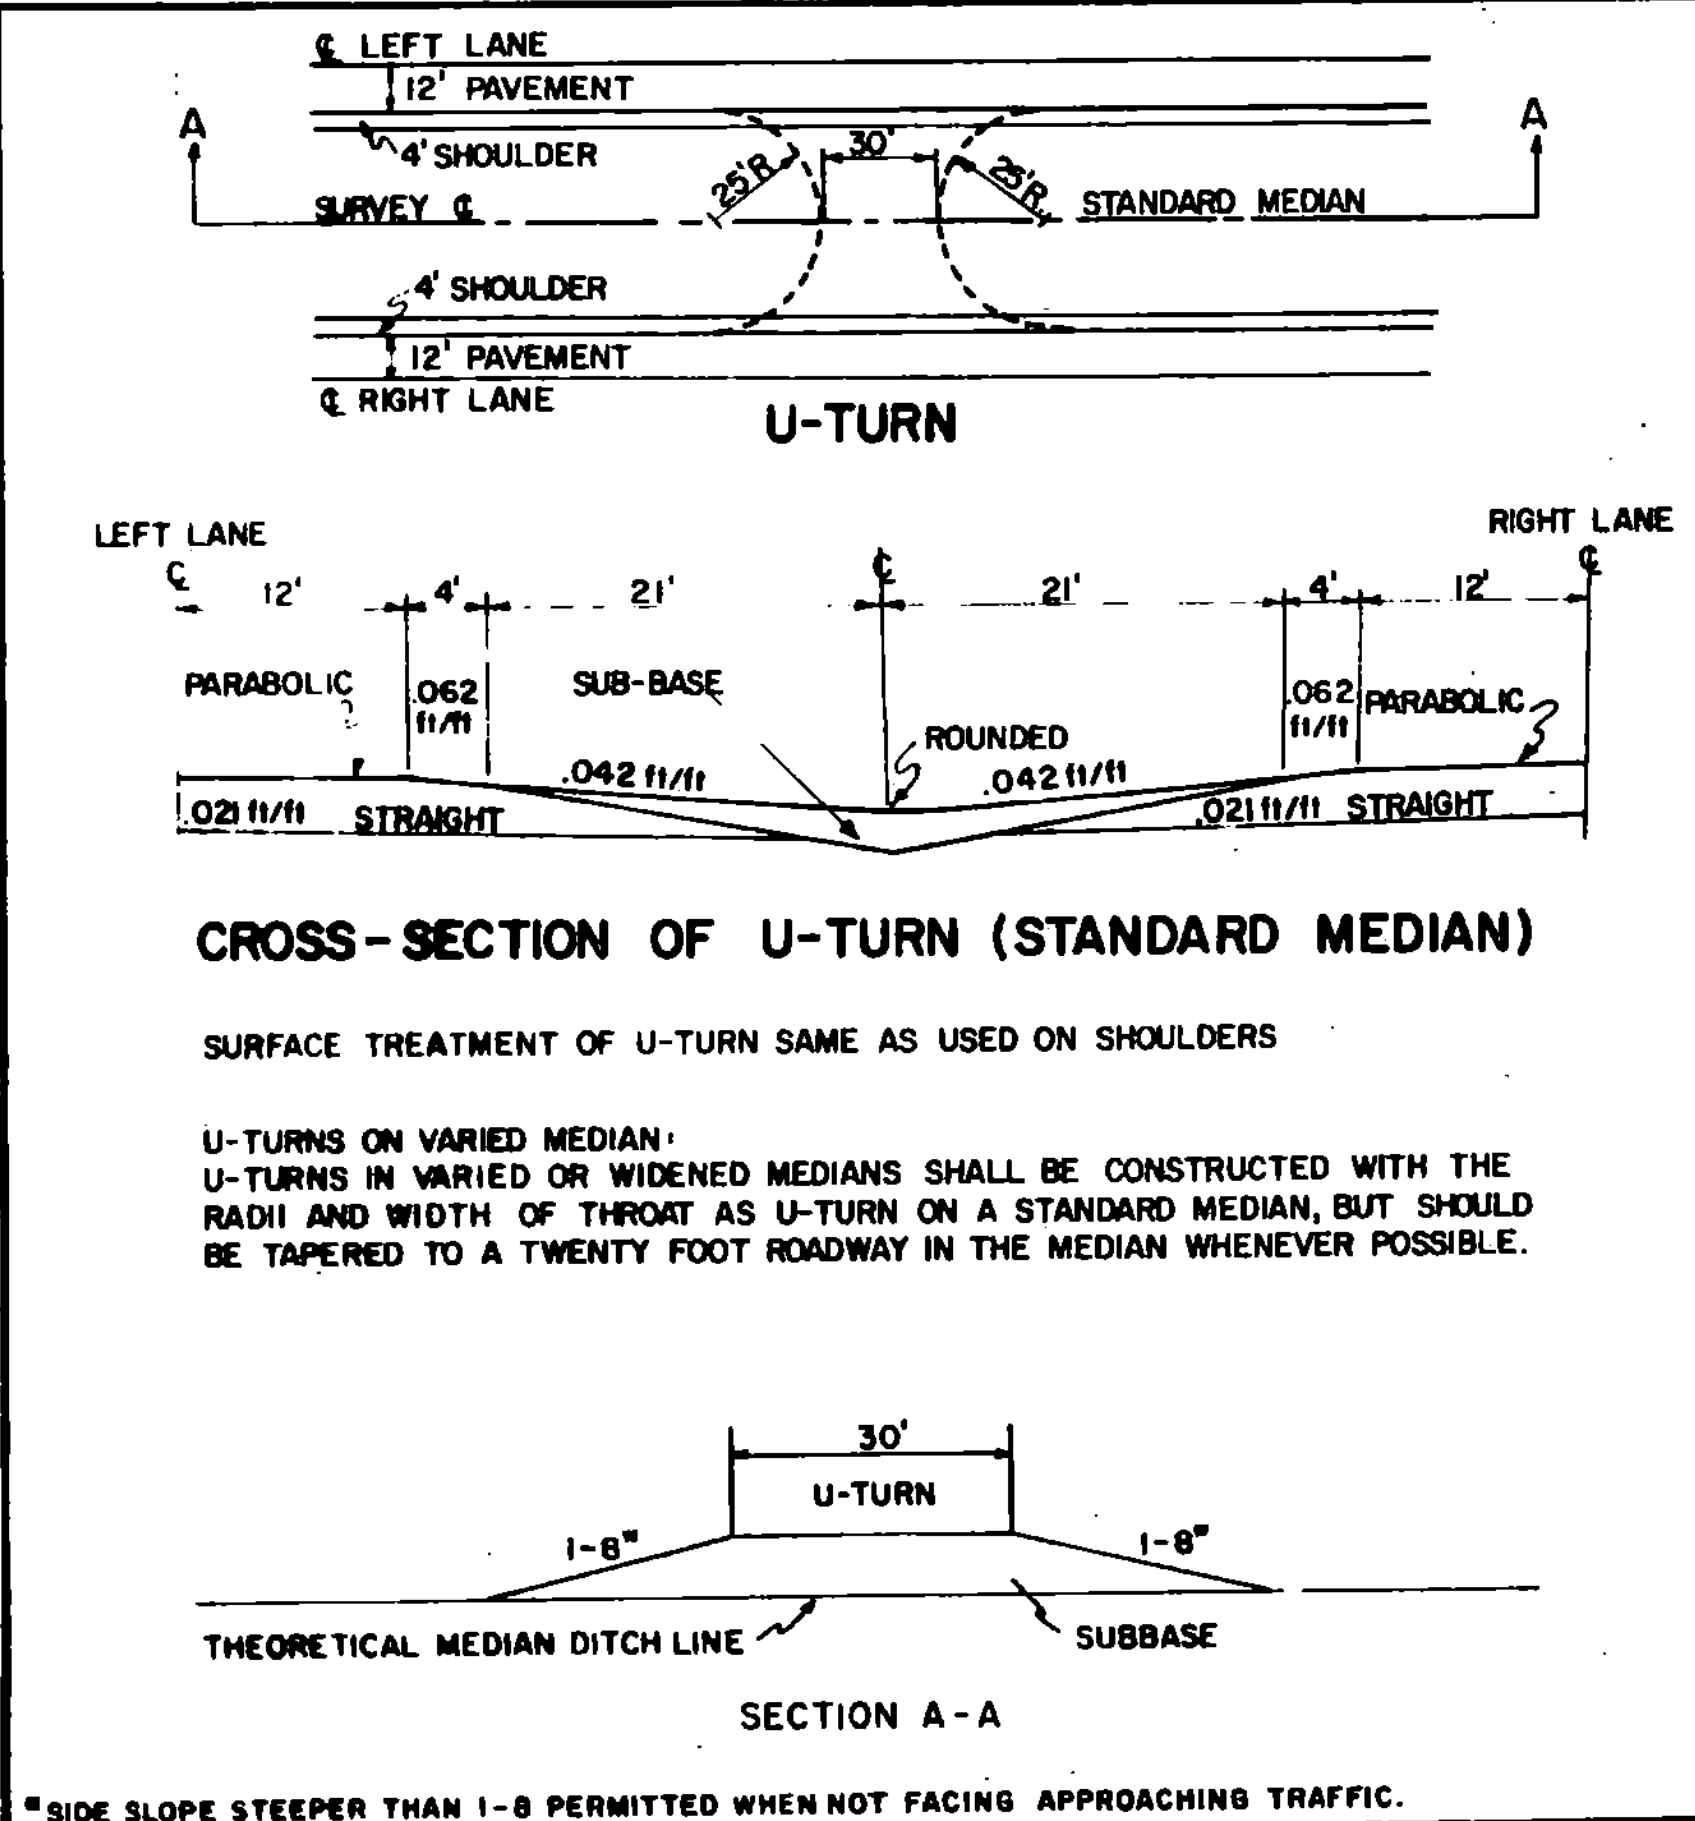 ℄ LEFT LANE
12' PAVEMENT
A
A
4' SHOULDER
30'
25'R.
25'R.
SURVEY ℄
STANDARD MEDIAN
4' SHOULDER
12' PAVEMENT
℄ RIGHT LANE
U-TURN
LEFT LANE
RIGHT LANE
℄
℄
℄
12'
4'
21'
21'
4'
12'
PARABOLIC
.062
ft/ft
SUB-BASE
.062
ft/ft
PARABOLIC
ROUNDED
.042 ft/ft
.042 ft/ft
.021 ft/ft STRAIGHT
.021 ft/ft STRAIGHT
CROSS-SECTION OF U-TURN (STANDARD MEDIAN)
SURFACE TREATMENT OF U-TURN SAME AS USED ON SHOULDERS
U-TURNS ON VARIED MEDIAN:
U-TURNS IN VARIED OR WIDENED MEDIANS SHALL BE CONSTRUCTED WITH THE
RADII AND WIDTH OF THROAT AS U-TURN ON A STANDARD MEDIAN, BUT SHOULD
BE TAPERED TO A TWENTY FOOT ROADWAY IN THE MEDIAN WHENEVER POSSIBLE.
30'
U-TURN
1-8*
1-8*
THEORETICAL MEDIAN DITCH LINE
SUBBASE
SECTION A-A
*SIDE SLOPE STEEPER THAN 1-8 PERMITTED WHEN NOT FACING APPROACHING TRAFFIC.